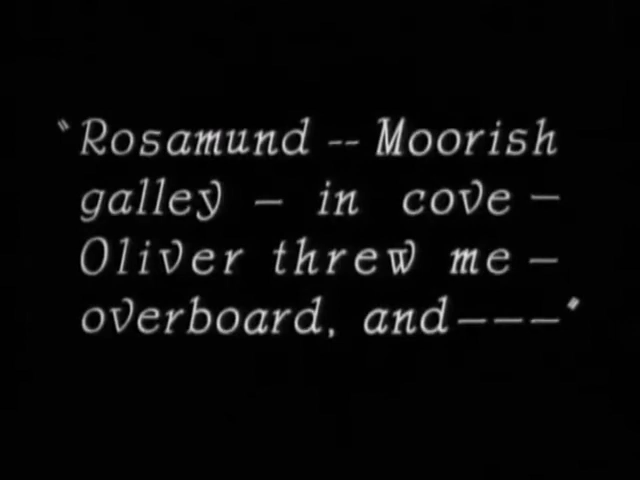 "Rosamund -- Moorish
galley — in cove —
Oliver threw me —
overboard, and — — —"